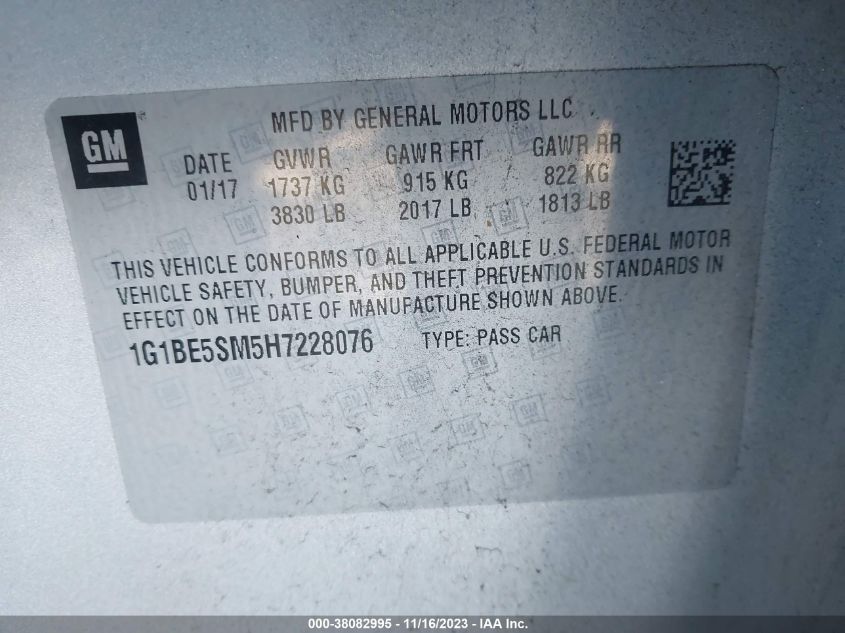 GM
MFD BY GENERAL MOTORS LLC
DATE GVWR GAWR FRT GAWR RR
01/17 1737 KG 915 KG 822 KG
3830 LB 2017 LB 1813 LB
THIS VEHICLE CONFORMS TO ALL APPLICABLE U.S. FEDERAL MOTOR
VEHICLE SAFETY, BUMPER, AND THEFT PREVENTION STANDARDS IN
EFFECT ON THE DATE OF MANUFACTURE SHOWN ABOVE.
1G1BE5SM5H7228076 TYPE: PASS CAR
000-38082995 - 11/16/2023 - IAA Inc.